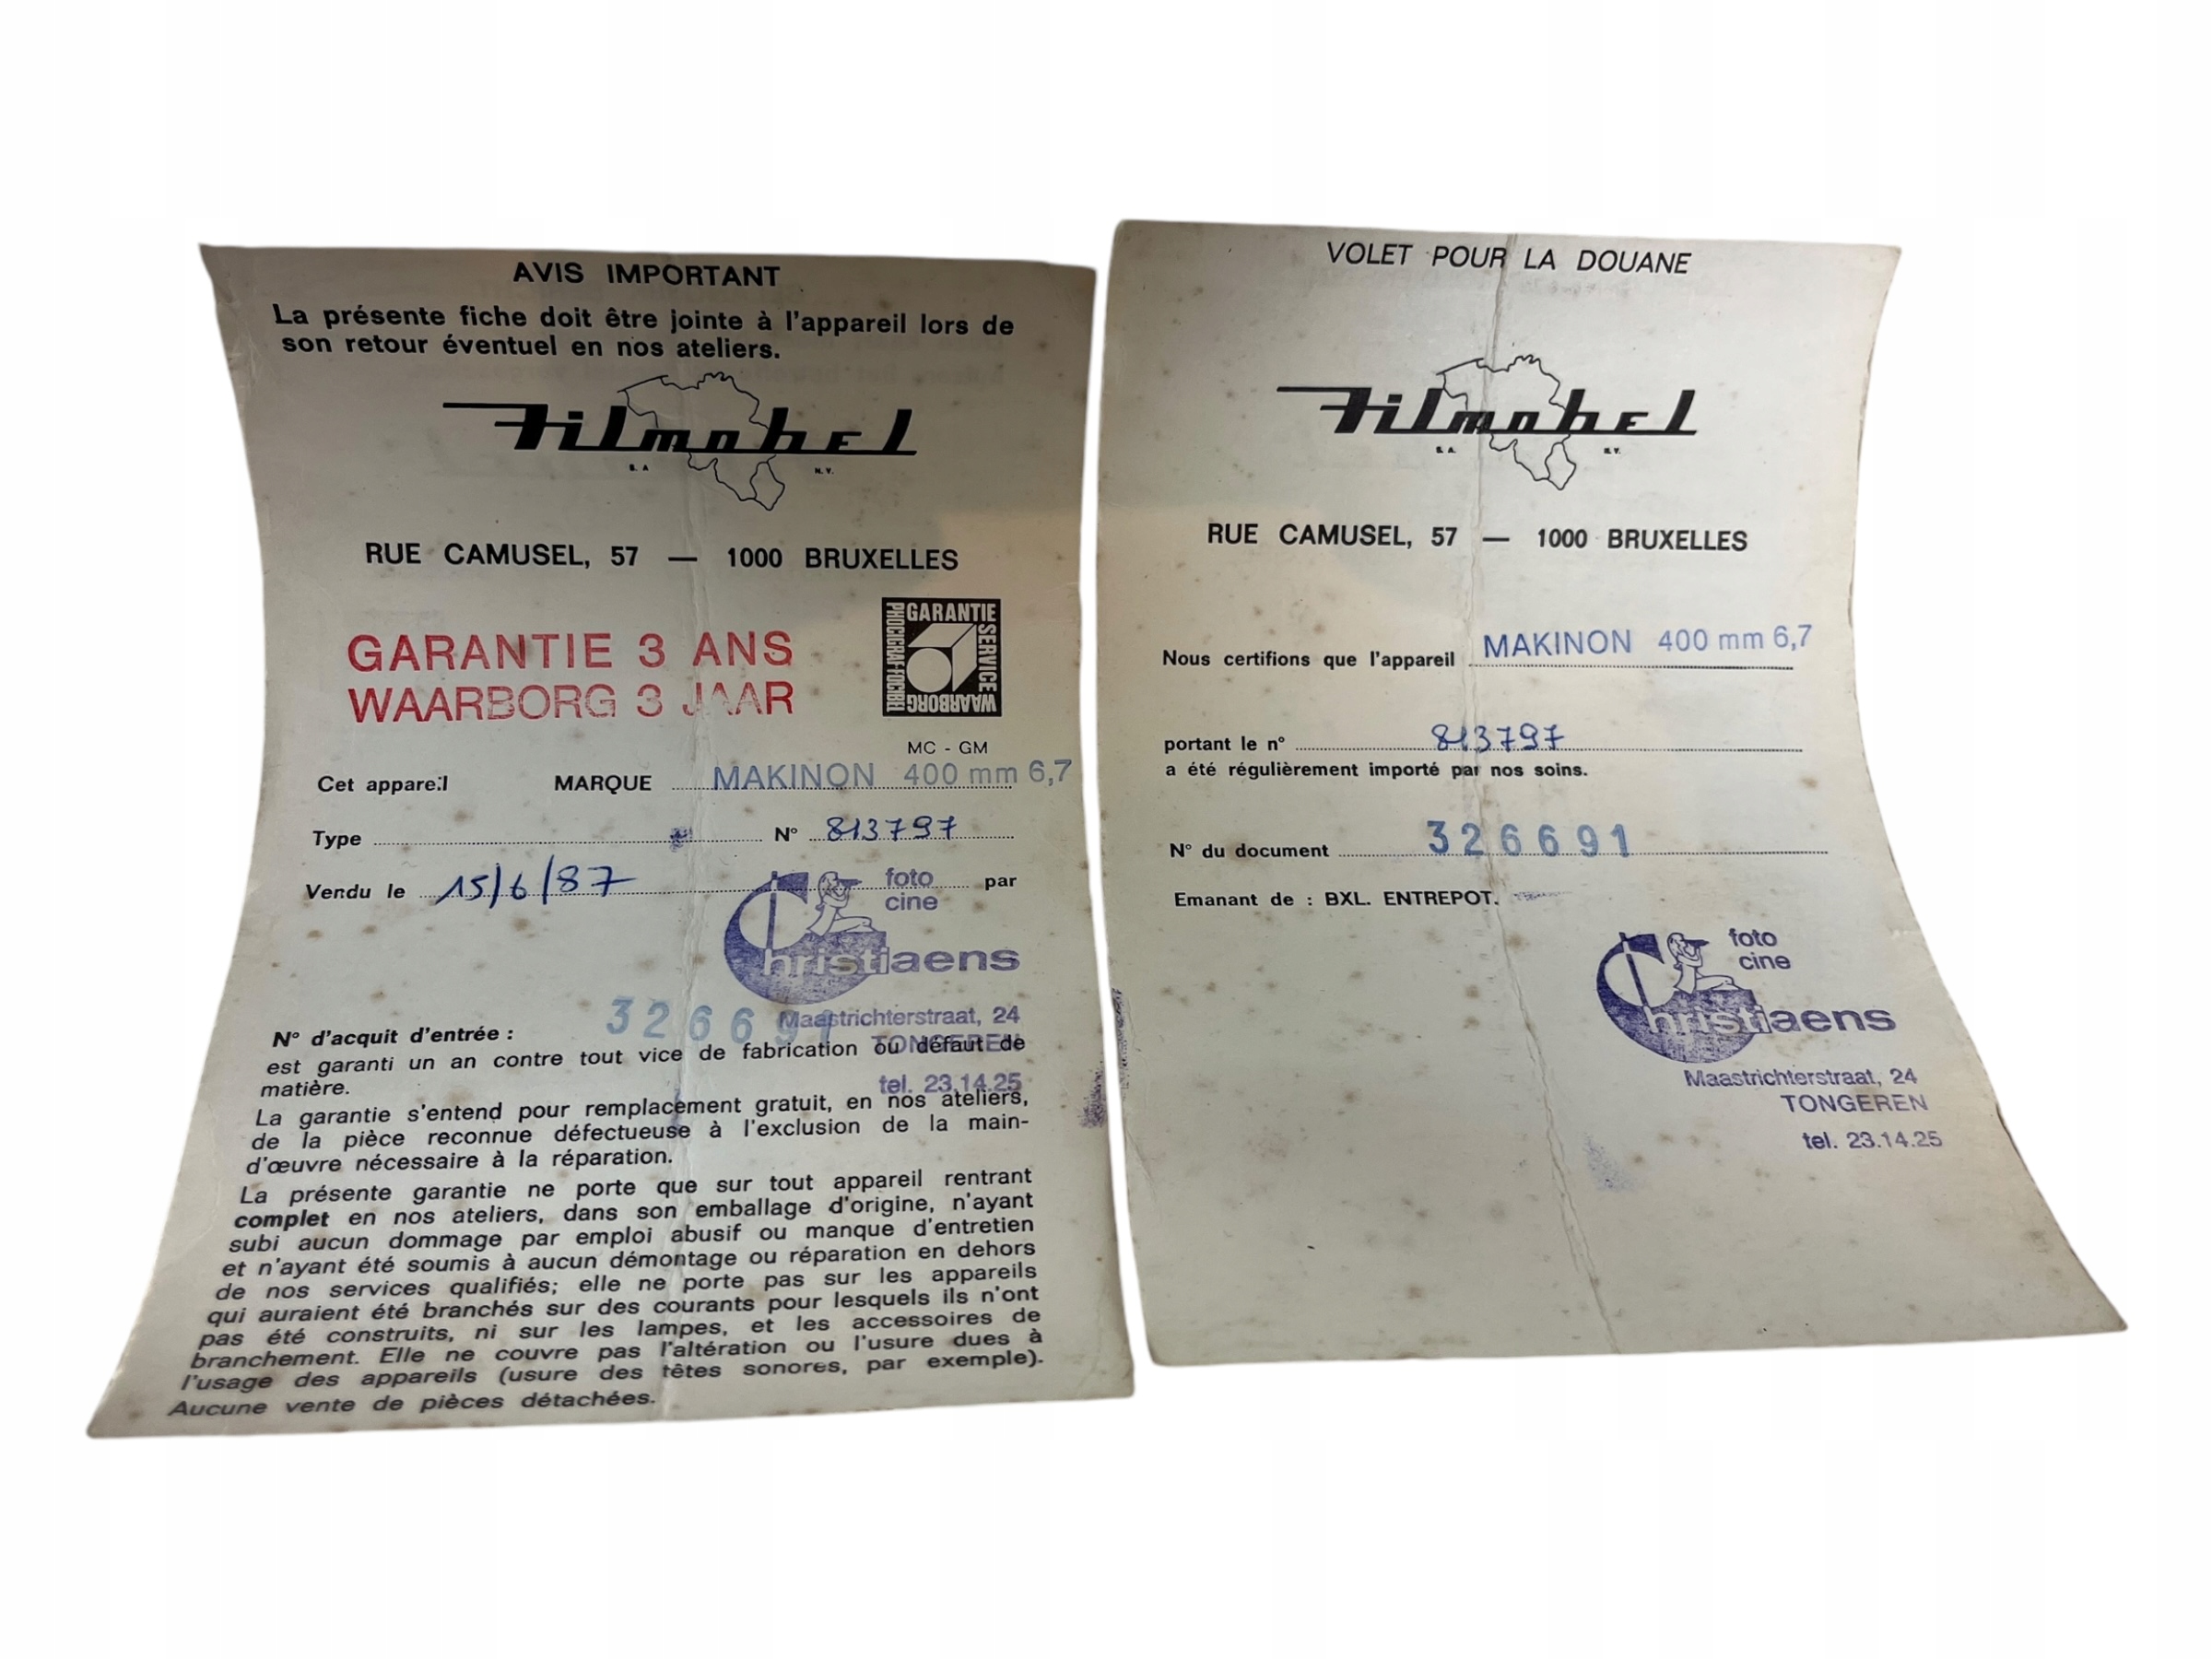 AVIS IMPORTANT
La présente fiche doit être jointe à l'appareil lors de
son retour éventuel en nos ateliers.
Filmobel
S.A. N.V.
RUE CAMUSEL, 57 — 1000 BRUXELLES
GARANTIE 3 ANS
WAARBORG 3 JAAR
GARANTIE
SERVICE
WAARBORG
PHOCIBGRAFFOCIBEL
MC - GM
Cet appareil MARQUE MAKINON 400 mm 6,7
Type N° 813797
Vendu le 15/6/87 par
foto
cine
Christiaens
Maastrichterstraat, 24
TONGEREN
tel. 23.14.25
N° d'acquit d'entrée : 326691
est garanti un an contre tout vice de fabrication ou défaut de
matière.
La garantie s'entend pour remplacement gratuit, en nos ateliers,
de la pièce reconnue défectueuse à l'exclusion de la main-
d'œuvre nécessaire à la réparation.
La présente garantie ne porte que sur tout appareil rentrant
complet en nos ateliers, dans son emballage d'origine, n'ayant
subi aucun dommage par emploi abusif ou manque d'entretien
et n'ayant été soumis à aucun démontage ou réparation en dehors
de nos services qualifiés; elle ne porte pas sur les appareils
qui auraient été branchés sur des courants pour lesquels ils n'ont
pas été construits, ni sur les lampes, et les accessoires de
branchement. Elle ne couvre pas l'altération ou l'usure dues à
l'usage des appareils (usure des têtes sonores, par exemple).
Aucune vente de pièces détachées.
VOLET POUR LA DOUANE
Filmobel
S.A. N.V.
RUE CAMUSEL, 57 — 1000 BRUXELLES
Nous certifions que l'appareil MAKINON 400 mm 6,7
portant le n° 813797
a été régulièrement importé par nos soins.
N° du document 326691
Emanant de : BXL. ENTREPOT.
foto
cine
Christiaens
Maastrichterstraat, 24
TONGEREN
tel. 23.14.25